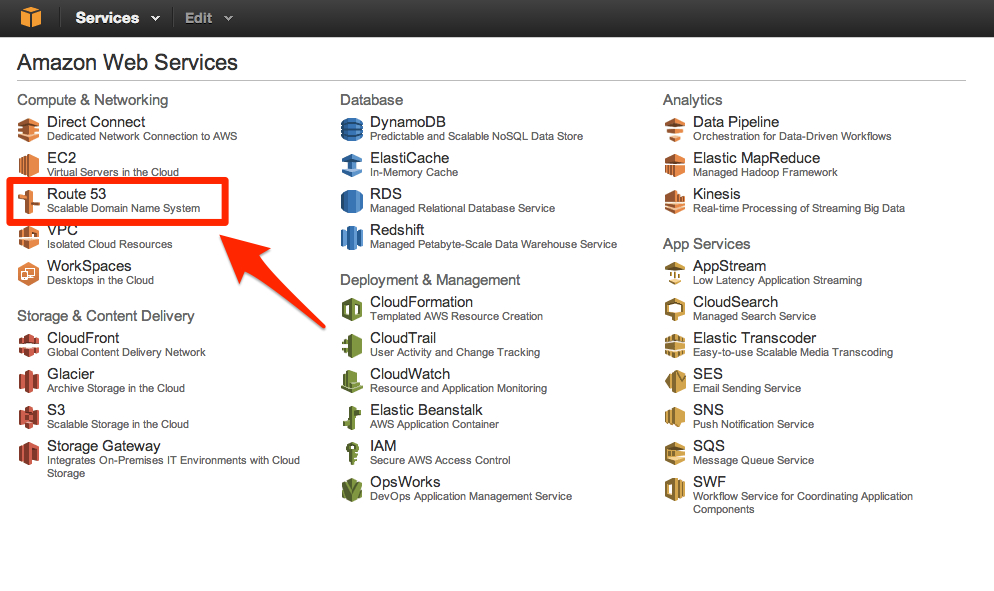 Services Edit
Amazon Web Services
Compute & Networking
Direct Connect
Dedicated Network Connection to AWS
EC2
Virtual Servers in the Cloud
Route 53
Scalable Domain Name System
VPC
Isolated Cloud Resources
WorkSpaces
Desktops in the Cloud
Storage & Content Delivery
CloudFront
Global Content Delivery Network
Glacier
Archive Storage in the Cloud
S3
Scalable Storage in the Cloud
Storage Gateway
Integrates On-Premises IT Environments with Cloud
Storage
Database
DynamoDB
Predictable and Scalable NoSQL Data Store
ElastiCache
In-Memory Cache
RDS
Managed Relational Database Service
Redshift
Managed Petabyte-Scale Data Warehouse Service
Deployment & Management
CloudFormation
Templated AWS Resource Creation
CloudTrail
User Activity and Change Tracking
CloudWatch
Resource and Application Monitoring
Elastic Beanstalk
AWS Application Container
IAM
Secure AWS Access Control
OpsWorks
DevOps Application Management Service
Analytics
Data Pipeline
Orchestration for Data-Driven Workflows
Elastic MapReduce
Managed Hadoop Framework
Kinesis
Real-time Processing of Streaming Big Data
App Services
AppStream
Low Latency Application Streaming
CloudSearch
Managed Search Service
Elastic Transcoder
Easy-to-use Scalable Media Transcoding
SES
Email Sending Service
SNS
Push Notification Service
SQS
Message Queue Service
SWF
Workflow Service for Coordinating Application
Components